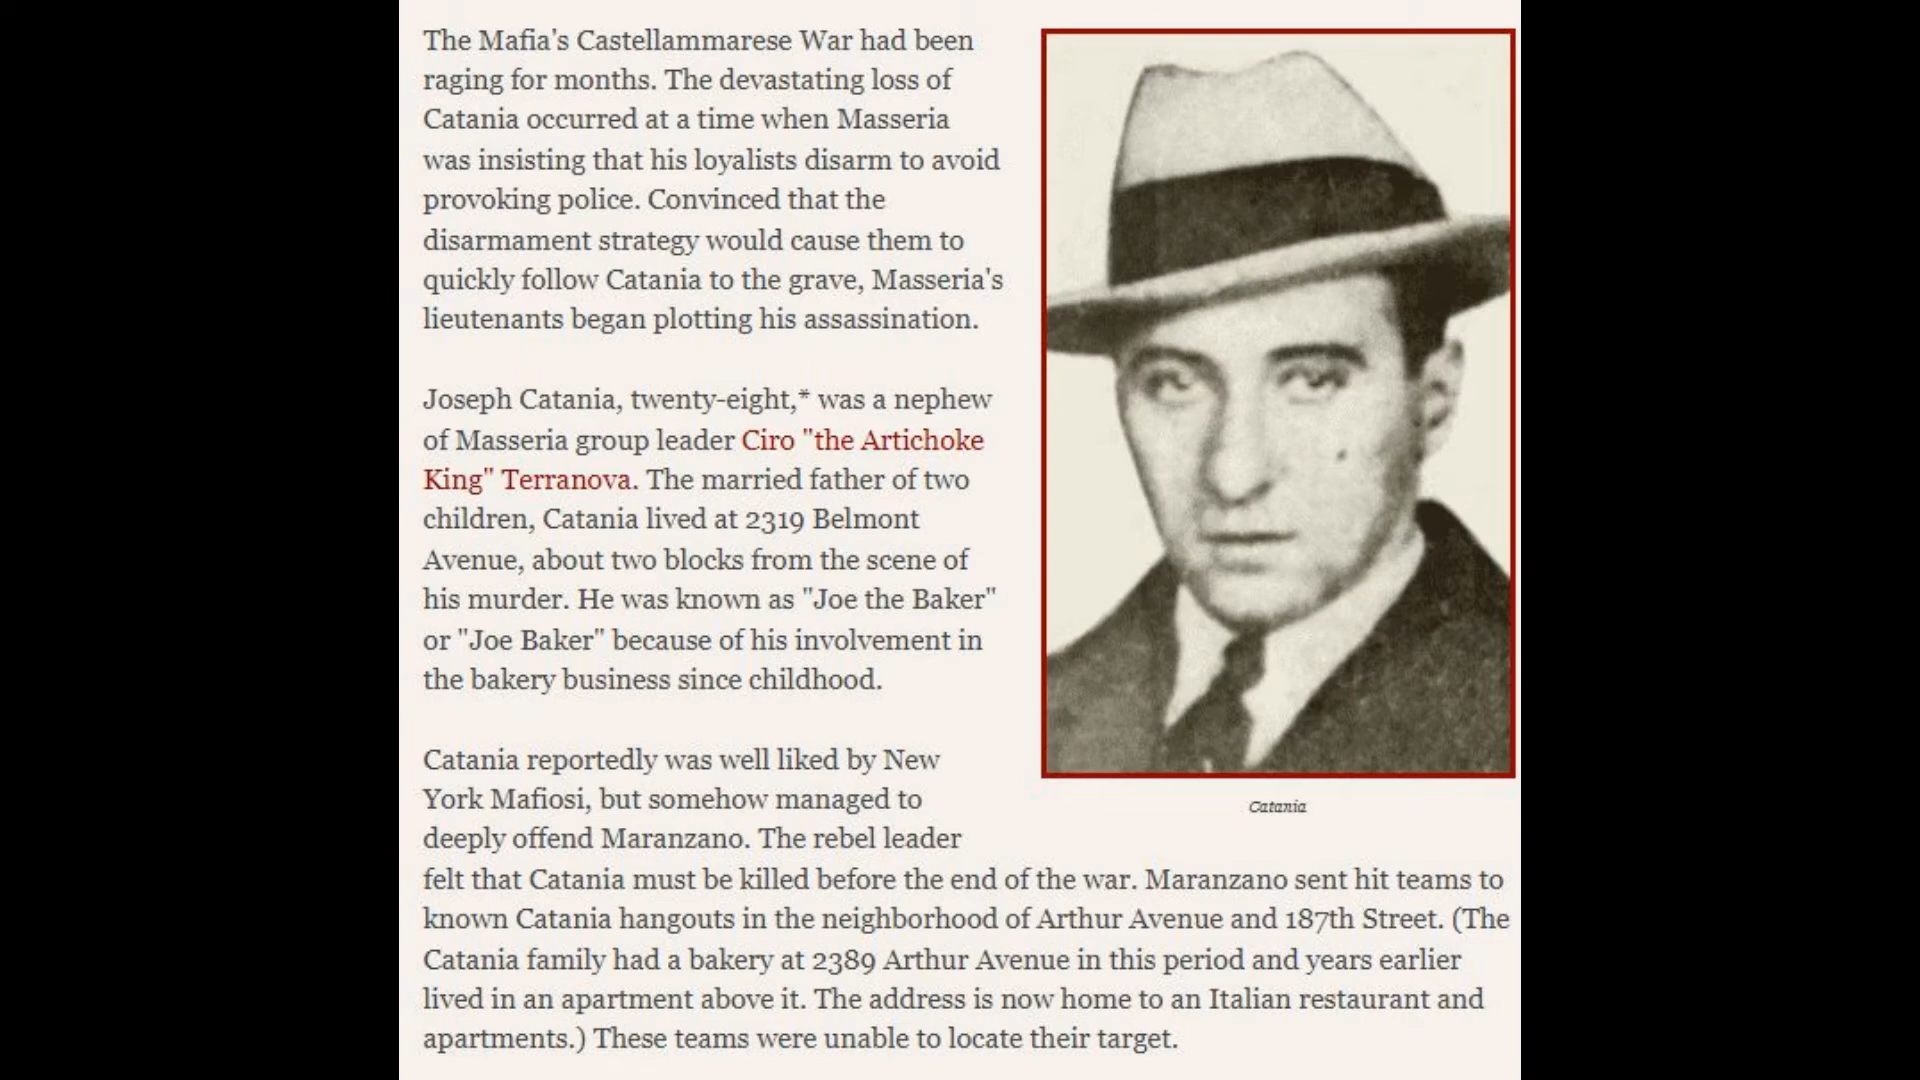 The Mafia's Castellammarese War had been
raging for months. The devastating loss of
Catania occurred at a time when Masseria
was insisting that his loyalists disarm to avoid
provoking police. Convinced that the
disarmament strategy would cause them to
quickly follow Catania to the grave, Masseria's
lieutenants began plotting his assassination.
Joseph Catania, twenty-eight,* was a nephew
of Masseria group leader Ciro "the Artichoke
King" Terranova. The married father of two
children, Catania lived at 2319 Belmont
Avenue, about two blocks from the scene of
his murder. He was known as "Joe the Baker"
or "Joe Baker" because of his involvement in
the bakery business since childhood.
Catania reportedly was well liked by New
York Mafiosi, but somehow managed to
deeply offend Maranzano. The rebel leader
felt that Catania must be killed before the end of the war. Maranzano sent hit teams to
known Catania hangouts in the neighborhood of Arthur Avenue and 187th Street. (The
Catania family had a bakery at 2389 Arthur Avenue in this period and years earlier
lived in an apartment above it. The address is now home to an Italian restaurant and
apartments.) These teams were unable to locate their target.
Catania